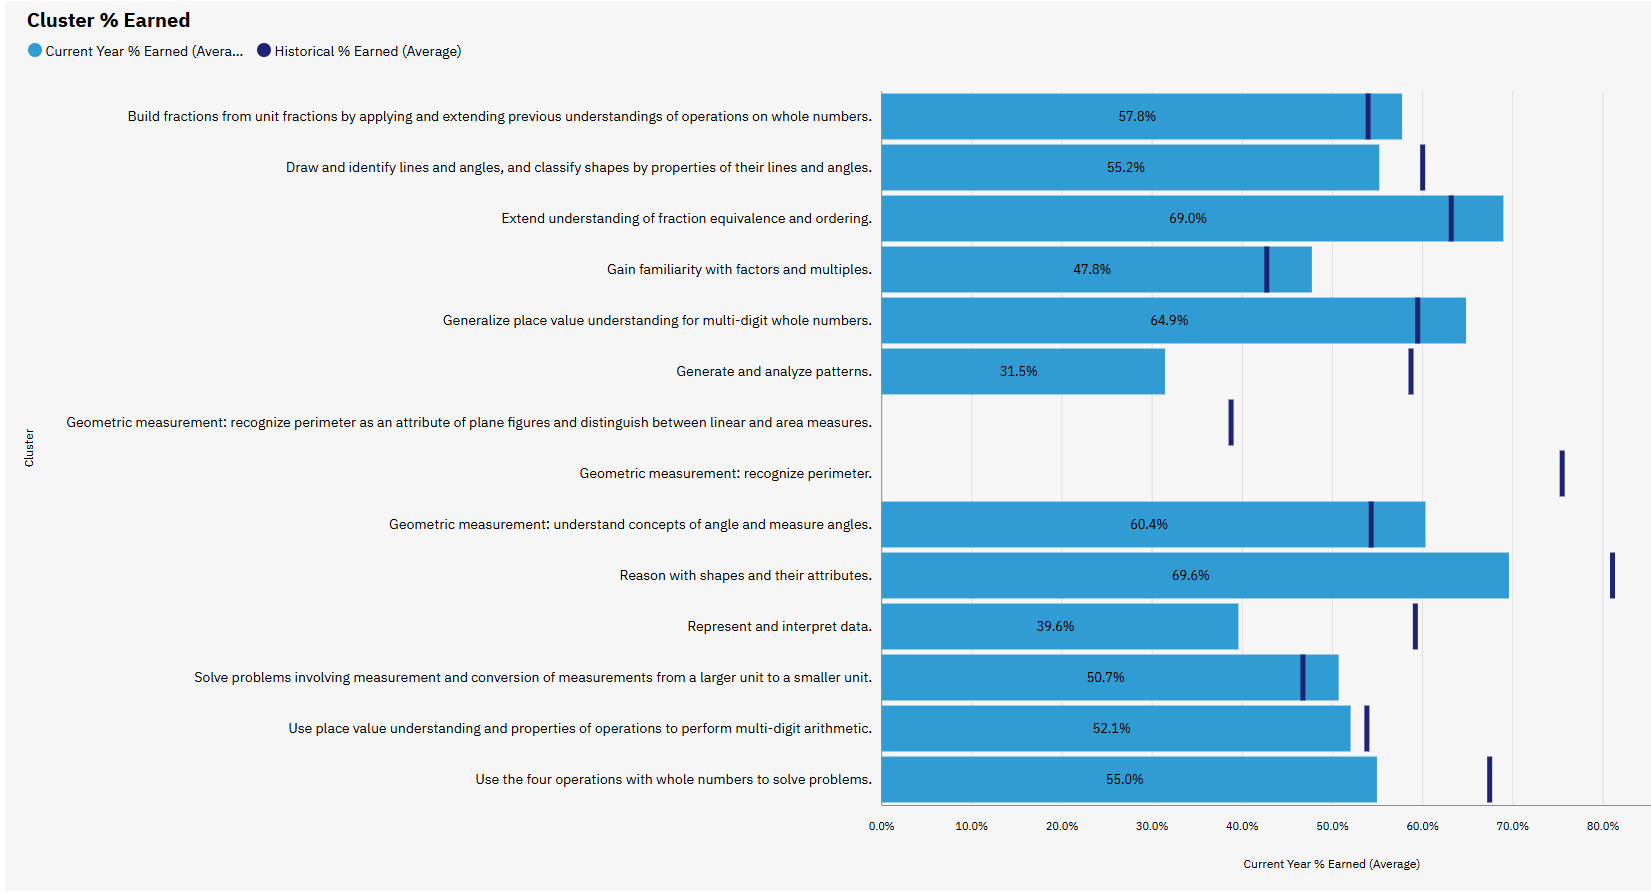 Cluster % Earned
Current Year % Earned (Avera... Historical % Earned (Average)
Build fractions from unit fractions by applying and extending previous understandings of operations on whole numbers. 57.8%
Draw and identify lines and angles, and classify shapes by properties of their lines and angles. 55.2%
Extend understanding of fraction equivalence and ordering. 69.0%
Gain familiarity with factors and multiples. 47.8%
Generalize place value understanding for multi-digit whole numbers. 64.9%
Generate and analyze patterns. 31.5%
Geometric measurement: recognize perimeter as an attribute of plane figures and distinguish between linear and area measures.
Cluster
Geometric measurement: recognize perimeter.
Geometric measurement: understand concepts of angle and measure angles. 60.4%
Reason with shapes and their attributes. 69.6%
Represent and interpret data. 39.6%
Solve problems involving measurement and conversion of measurements from a larger unit to a smaller unit. 50.7%
Use place value understanding and properties of operations to perform multi-digit arithmetic. 52.1%
Use the four operations with whole numbers to solve problems. 55.0%
0.0% 10.0% 20.0% 30.0% 40.0% 50.0% 60.0% 70.0% 80.0%
Current Year % Earned (Average)